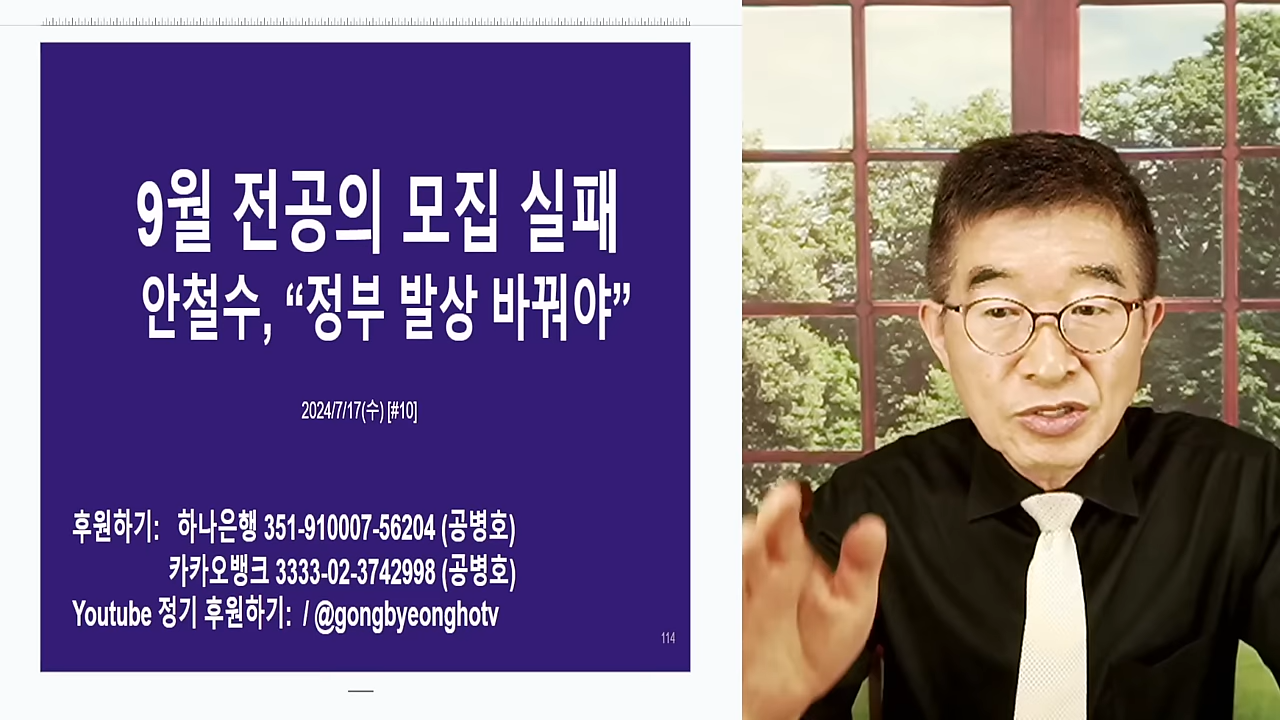 9월 전공의 모집 실패
안철수, “정부 발상 바꿔야”
2024/7/17(수) [#10]
후원하기: 하나은행 351-910007-56204 (공병호)
카카오뱅크 3333-02-3742998 (공병호)
Youtube 정기 후원하기: / @gongbyeonghotv
114